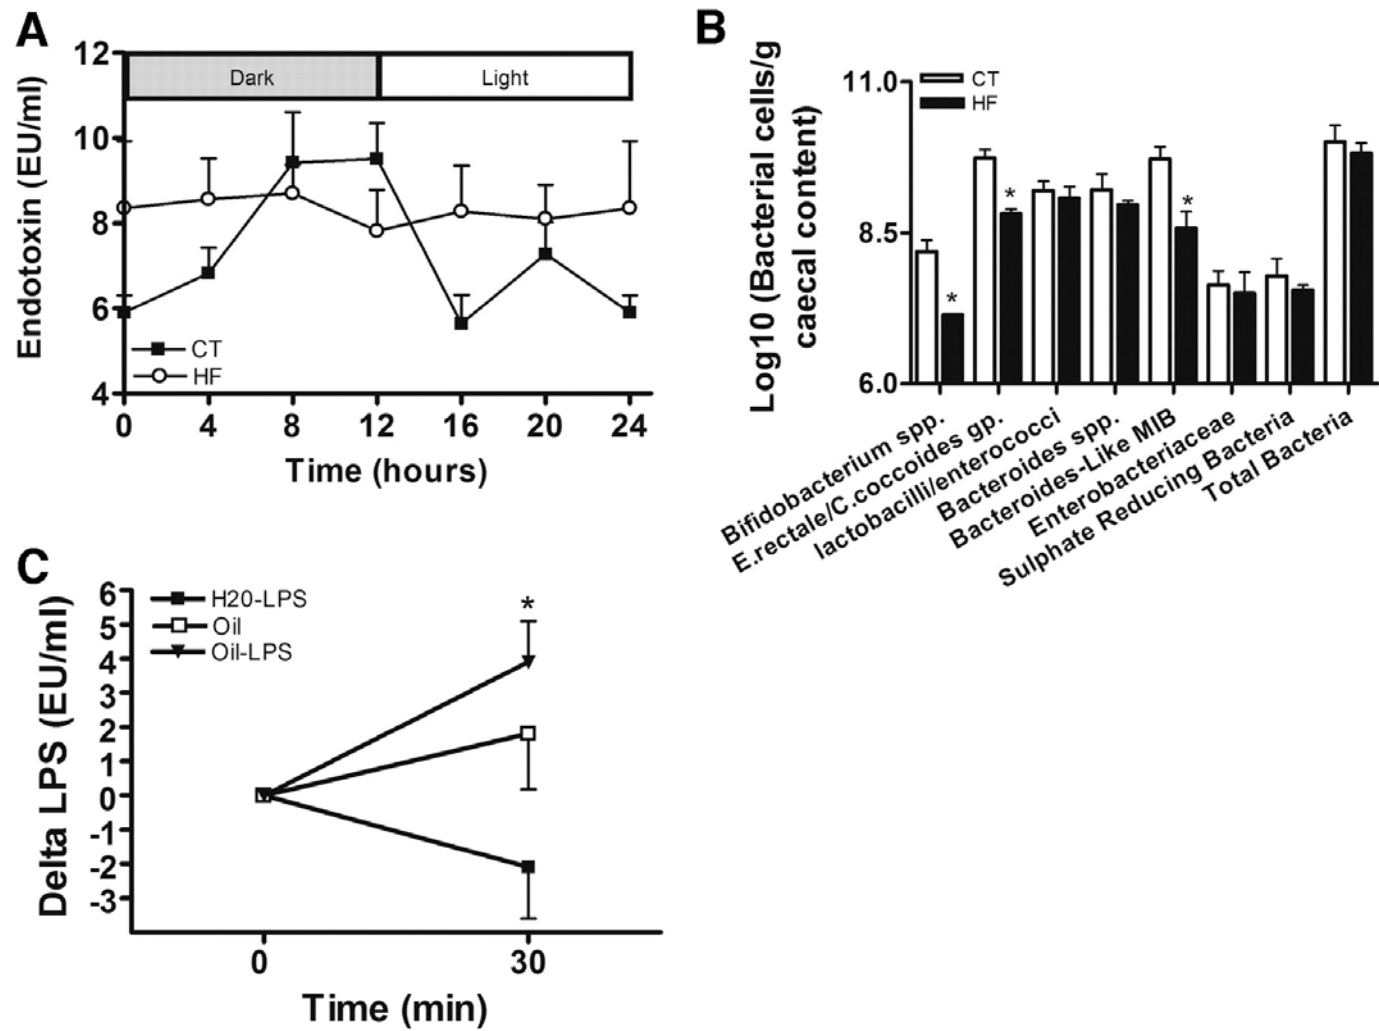 A
12
10
8
6
4
Endotoxin (EU/ml)
Dark
Light
CT
HF
0 4 8 12 16 20 24
Time (hours)
B
11.0
8.5
6.0
Log10 (Bacterial cells/g
caecal content)
CT
HF
*
*
*
Bifidobacterium spp.
E.rectale/C.coccoides gp.
lactobacilli/enterococci
Bacteroides spp.
Bacteroides-Like MIB
Enterobacteriaceae
Sulphate Reducing Bacteria
Total Bacteria
C
6
5
4
3
2
1
0
-1
-2
-3
Delta LPS (EU/ml)
H20-LPS
Oil
Oil-LPS
*
0 30
Time (min)